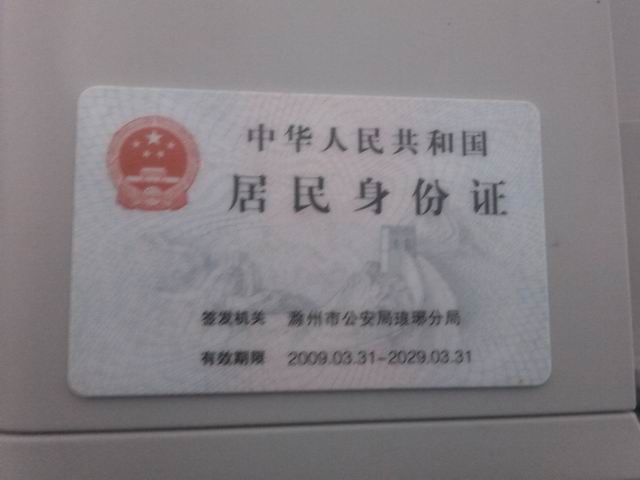 中华人民共和国
居民身份证
签发机关 滁州市公安局琅琊分局
有效期限 2009.03.31-2029.03.31